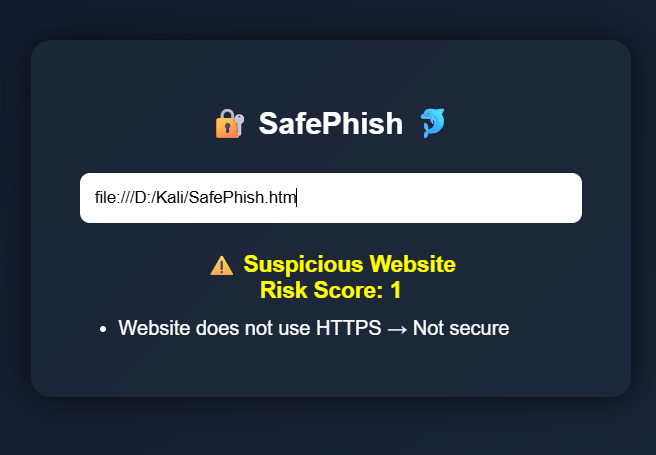 🔐 SafePhish 🐬
file:///D:/Kali/SafePhish.htm
⚠️ Suspicious Website
Risk Score: 1
• Website does not use HTTPS → Not secure